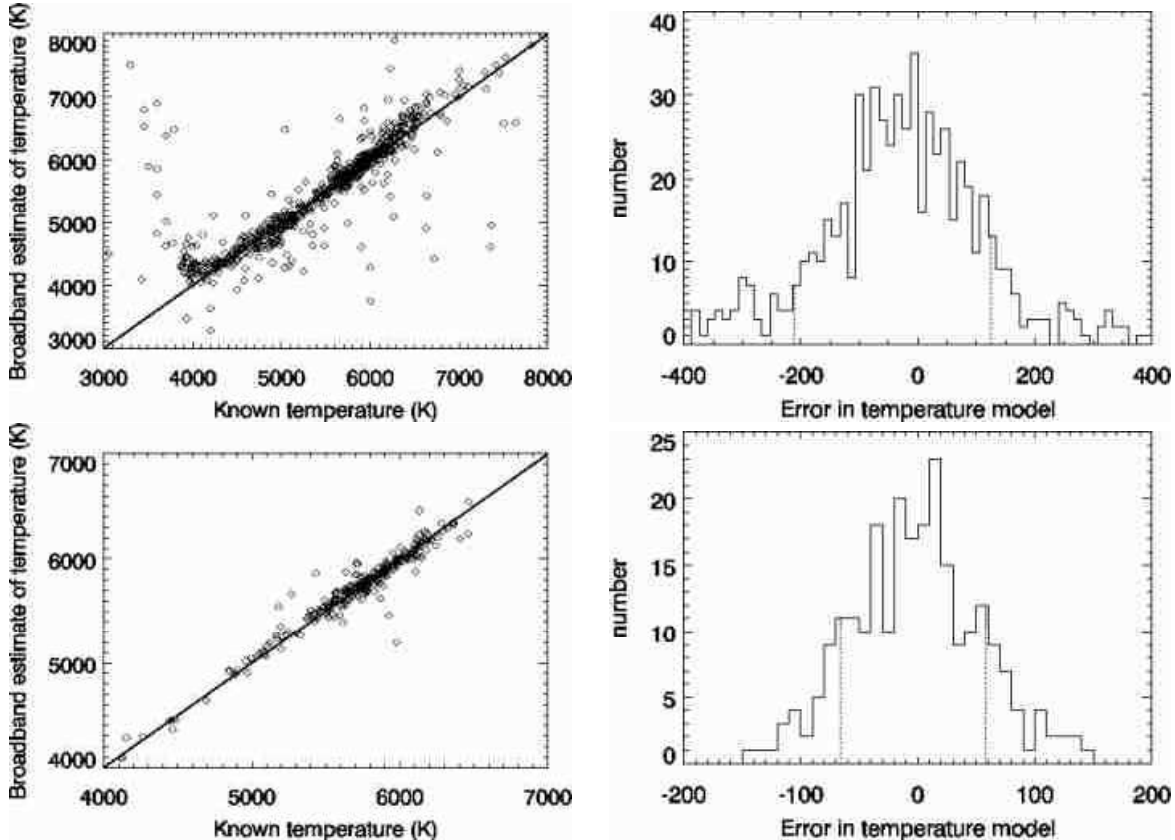 Broadband estimate of temperature (K)
8000
7000
6000
5000
4000
3000
3000 4000 5000 6000 7000 8000
Known temperature (K)
number
40
30
20
10
0
-400 -200 0 200 400
Error in temperature model
Broadband estimate of temperature (K)
7000
6000
5000
4000
4000 5000 6000 7000
Known temperature (K)
number
25
20
15
10
5
0
-200 -100 0 100 200
Error in temperature model